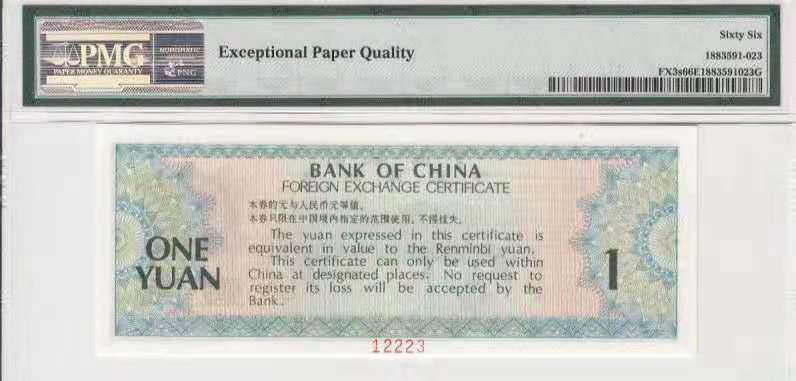 PMG
PAPER MONEY GUARANTY
NUMISMATIC
PNG
Exceptional Paper Quality
Sixty Six
1883591-023
FX3s66E1883591023G
BANK OF CHINA
FOREIGN EXCHANGE CERTIFICATE
本券的元与人民币元等值。
本券只限在中国境内指定的范围使用,不得挂失。
The yuan expressed in this certificate is
equivalent in value to the Renminbi yuan.
This certificate can only be used within
China at designated places. No request to
register its loss will be accepted by the
Bank.
ONE
YUAN
1
12223